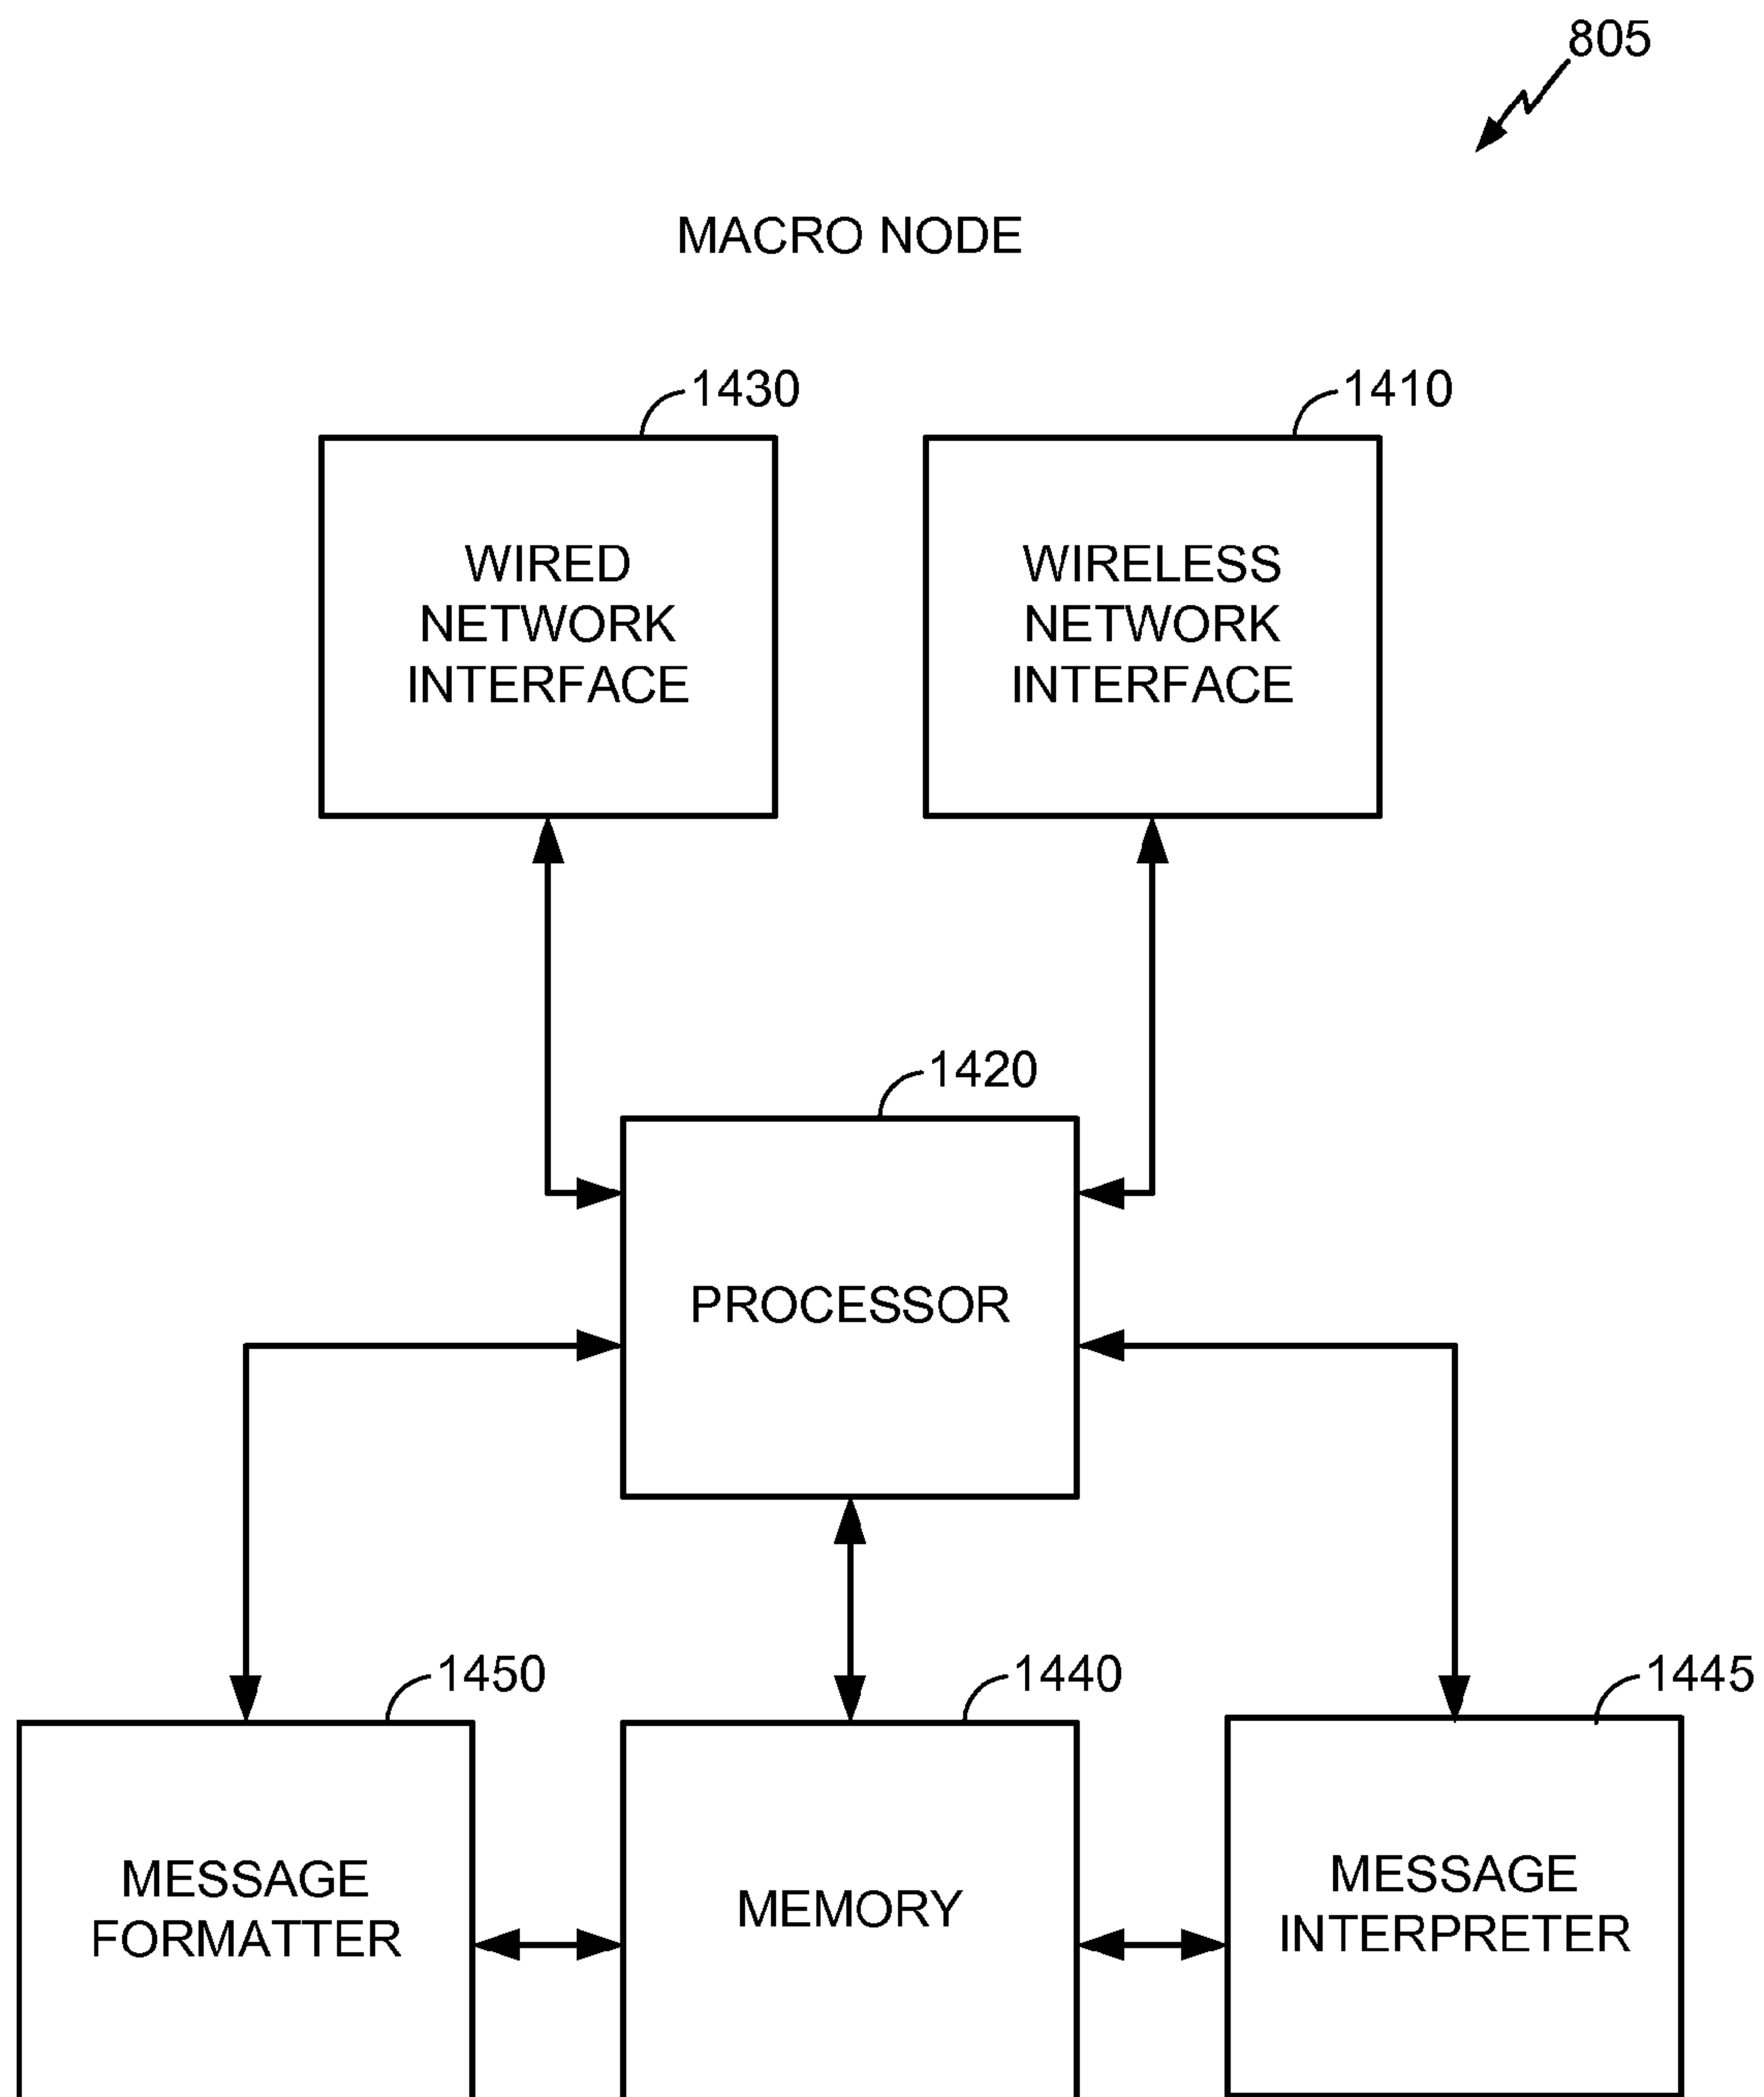 805
MACRO NODE
1430
1410
WIRED
NETWORK
INTERFACE
WIRELESS
NETWORK
INTERFACE
1420
PROCESSOR
1450
1440
1445
MESSAGE
FORMATTER
MEMORY
MESSAGE
INTERPRETER